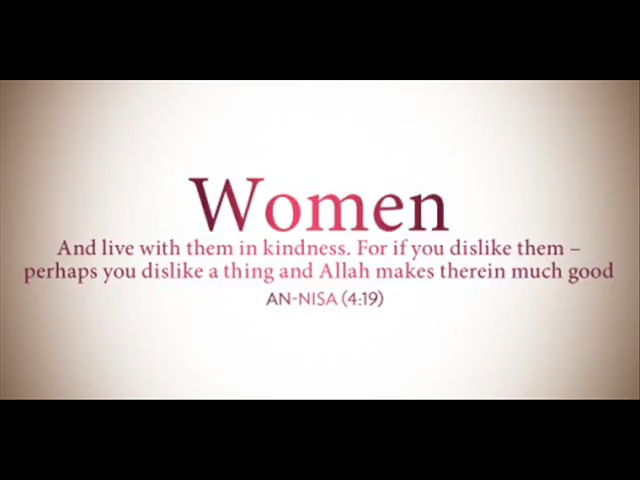 Women
And live with them in kindness. For if you dislike them –
perhaps you dislike a thing and Allah makes therein much good
AN-NISA (4:19)